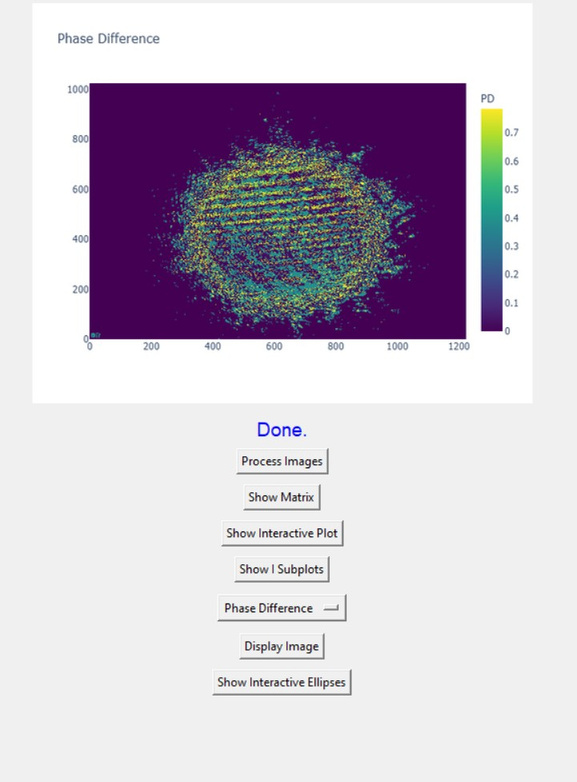 Phase Difference
PD
1000
800
600
400
200
0
0.7
0.6
0.5
0.4
0.3
0.2
0.1
0
0 200 400 600 800 1000 1200
Done.
Process Images
Show Matrix
Show Interactive Plot
Show I Subplots
Phase Difference
Display Image
Show Interactive Ellipses